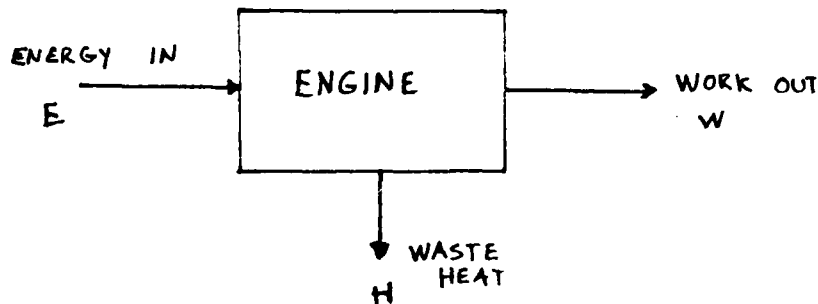 ENERGY IN
E
ENGINE
WORK OUT
W
WASTE
HEAT
H